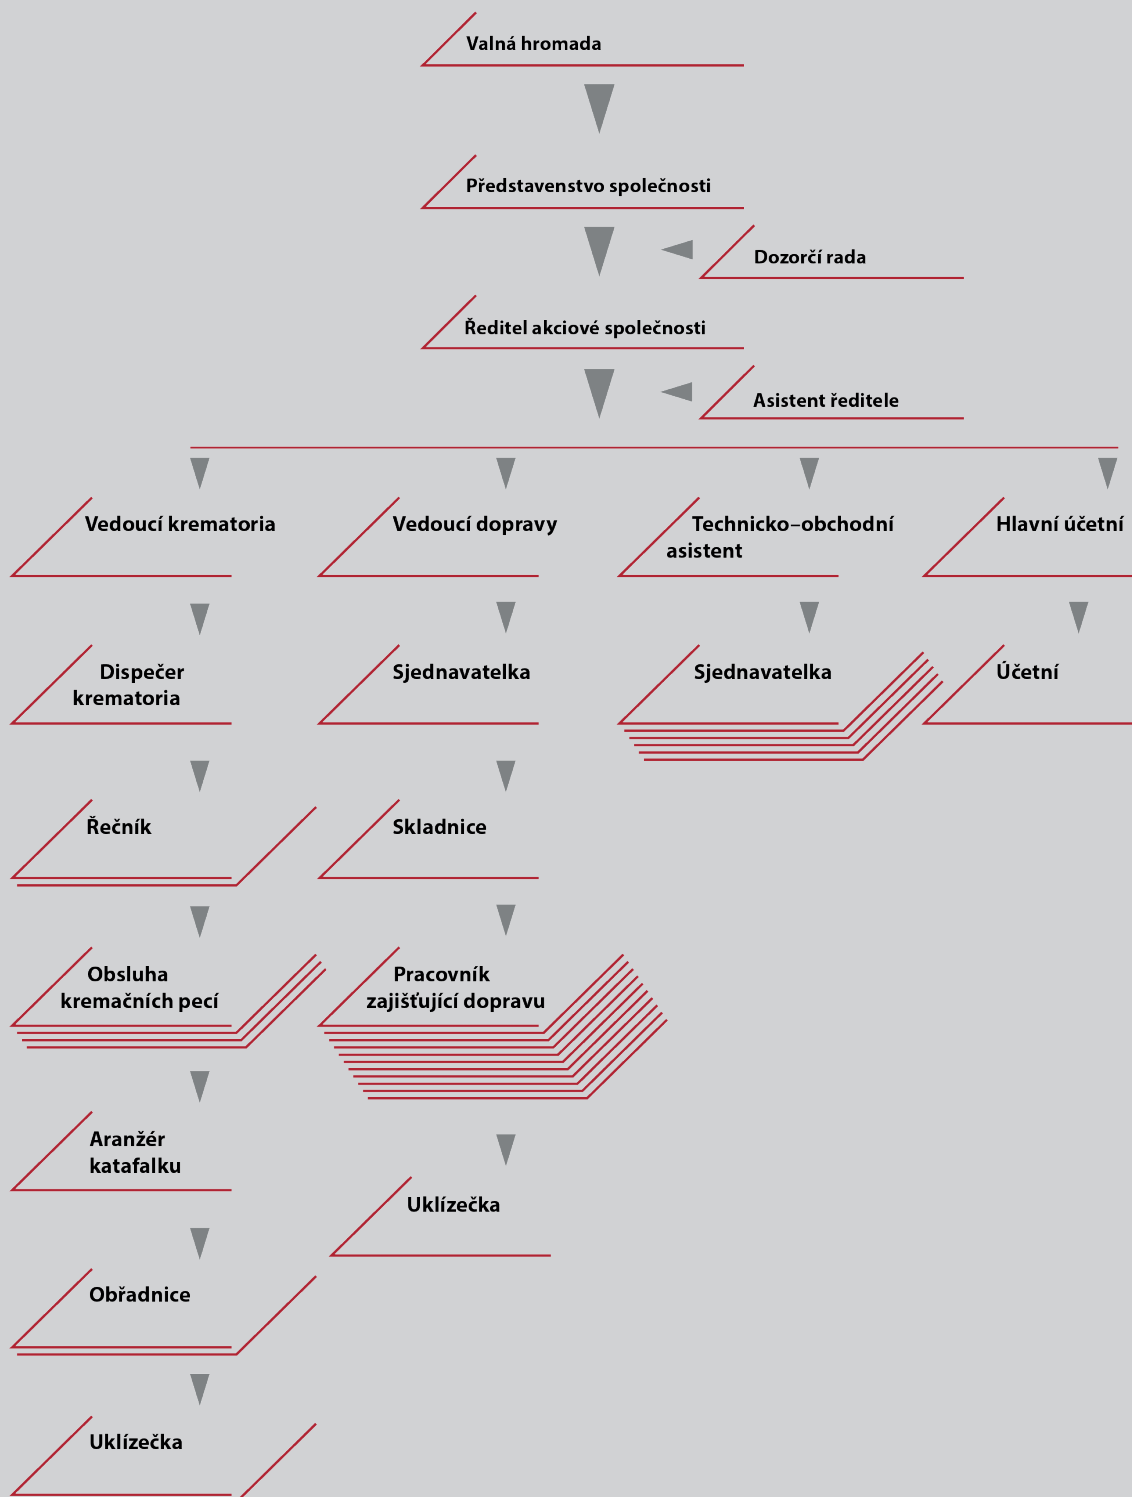 Valná hromada
Představenstvo společnosti
Dozorčí rada
Ředitel akciové společnosti
Asistent ředitele
Vedoucí krematoria
Vedoucí dopravy
Technicko–obchodní
asistent
Hlavní účetní
Dispečer
krematoria
Sjednavatelka
Sjednavatelka
Účetní
Řečník
Skladnice
Obsluha
kremačních pecí
Pracovník
zajišťující dopravu
Aranžér
katafalku
Uklízečka
Obřadnice
Uklízečka